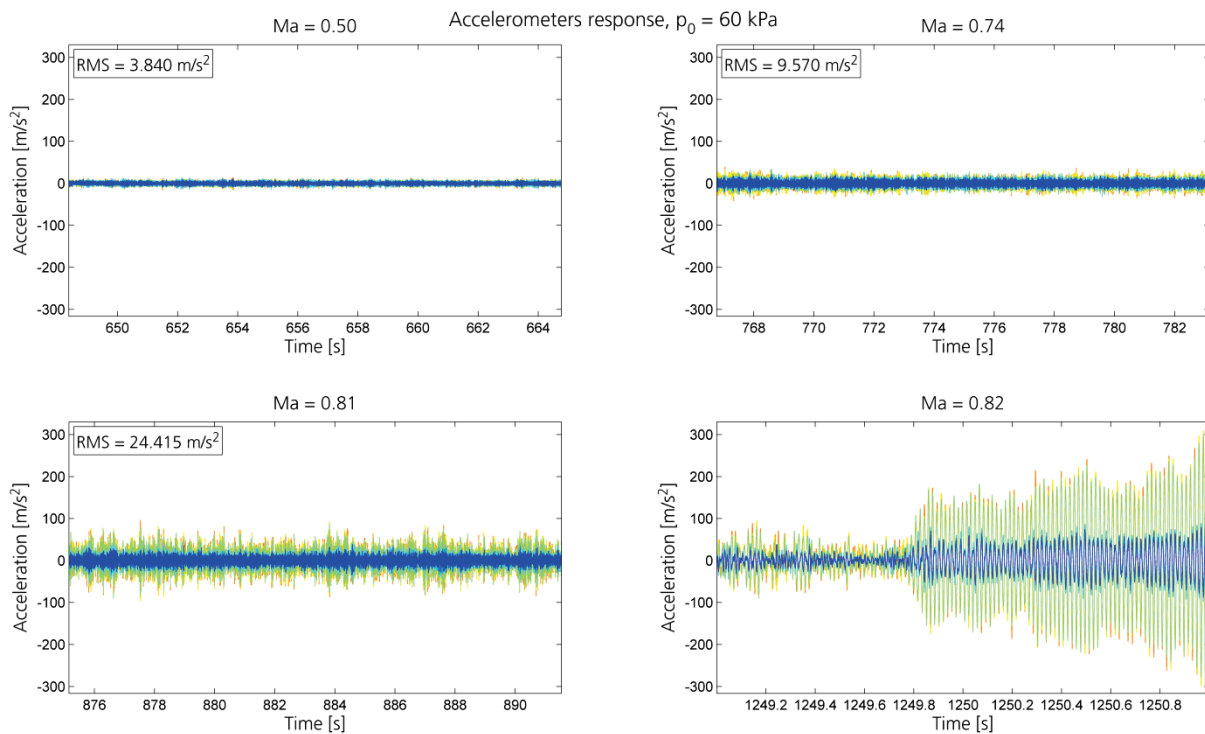 Accelerometers response, p0 = 60 kPa
Ma = 0.50
RMS = 3.840 m/s2
300
200
100
0
-100
-200
-300
Acceleration [m/s2]
650 652 654 656 658 660 662 664
Time [s]
Ma = 0.74
RMS = 9.570 m/s2
300
200
100
0
-100
-200
-300
Acceleration [m/s2]
768 770 772 774 776 778 780 782
Time [s]
Ma = 0.81
RMS = 24.415 m/s2
300
200
100
0
-100
-200
-300
Acceleration [m/s2]
876 878 880 882 884 886 888 890
Time [s]
Ma = 0.82
300
200
100
0
-100
-200
-300
Acceleration [m/s2]
1249.2 1249.4 1249.6 1249.8 1250 1250.2 1250.4 1250.6 1250.8
Time [s]